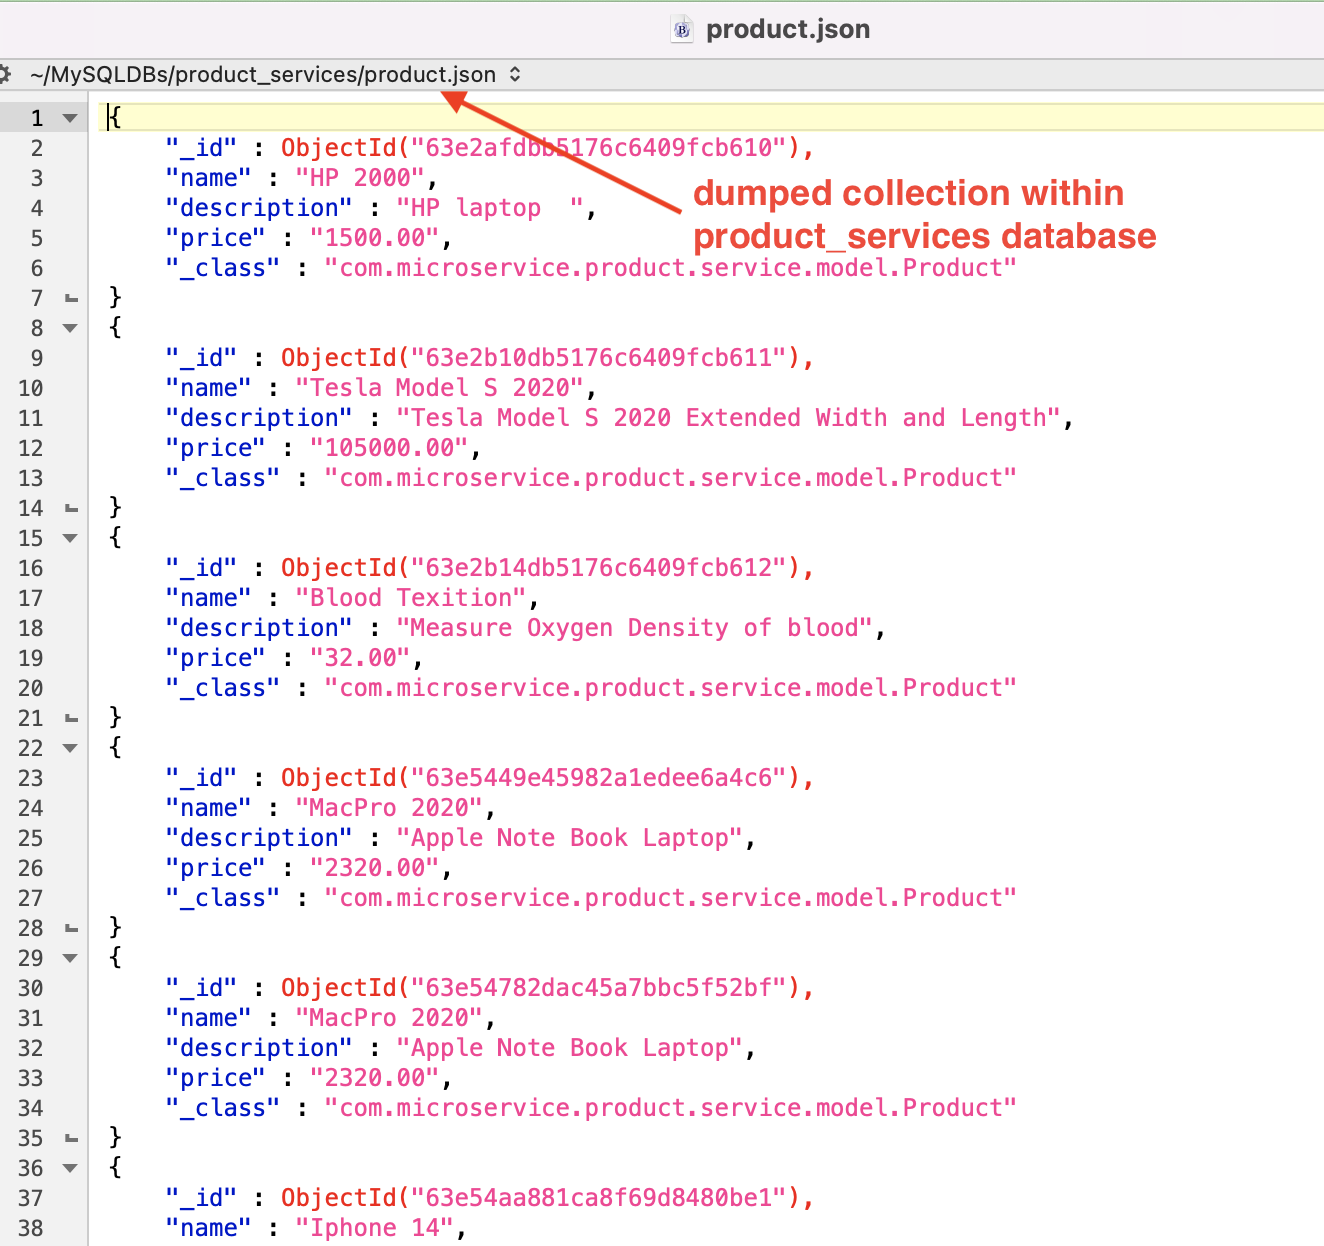 product.json
~/MySQLDBs/product_services/product.json
dumped collection within
product_services database
1 {
2 "_id" : ObjectId("63e2afdbb5176c6409fcb610"),
3 "name" : "HP 2000",
4 "description" : "HP laptop  ",
5 "price" : "1500.00",
6 "_class" : "com.microservice.product.service.model.Product"
7 }
8 {
9 "_id" : ObjectId("63e2b10db5176c6409fcb611"),
10 "name" : "Tesla Model S 2020",
11 "description" : "Tesla Model S 2020 Extended Width and Length",
12 "price" : "105000.00",
13 "_class" : "com.microservice.product.service.model.Product"
14 }
15 {
16 "_id" : ObjectId("63e2b14db5176c6409fcb612"),
17 "name" : "Blood Texition",
18 "description" : "Measure Oxygen Density of blood",
19 "price" : "32.00",
20 "_class" : "com.microservice.product.service.model.Product"
21 }
22 {
23 "_id" : ObjectId("63e5449e45982a1edee6a4c6"),
24 "name" : "MacPro 2020",
25 "description" : "Apple Note Book Laptop",
26 "price" : "2320.00",
27 "_class" : "com.microservice.product.service.model.Product"
28 }
29 {
30 "_id" : ObjectId("63e54782dac45a7bbc5f52bf"),
31 "name" : "MacPro 2020",
32 "description" : "Apple Note Book Laptop",
33 "price" : "2320.00",
34 "_class" : "com.microservice.product.service.model.Product"
35 }
36 {
37 "_id" : ObjectId("63e54aa881ca8f69d8480be1"),
38 "name" : "Iphone 14",